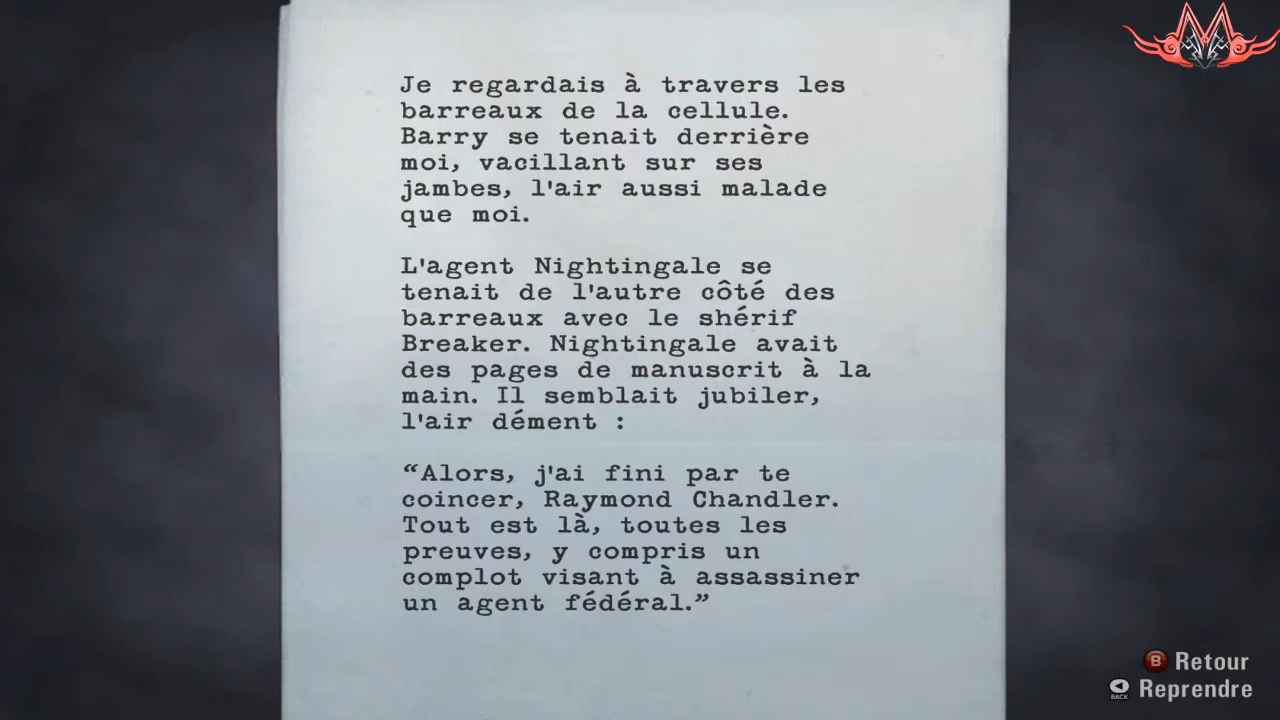 Je regardais à travers les
barreaux de la cellule.
Barry se tenait derrière
moi, vacillant sur ses
jambes, l'air aussi malade
que moi.
L'agent Nightingale se
tenait de l'autre côté des
barreaux avec le shérif
Breaker. Nightingale avait
des pages de manuscrit à la
main. Il semblait jubiler,
l'air dément :
“Alors, j'ai fini par te
coincer, Raymond Chandler.
Tout est là, toutes les
preuves, y compris un
complot visant à assassiner
un agent fédéral.”
B Retour
BACK Reprendre